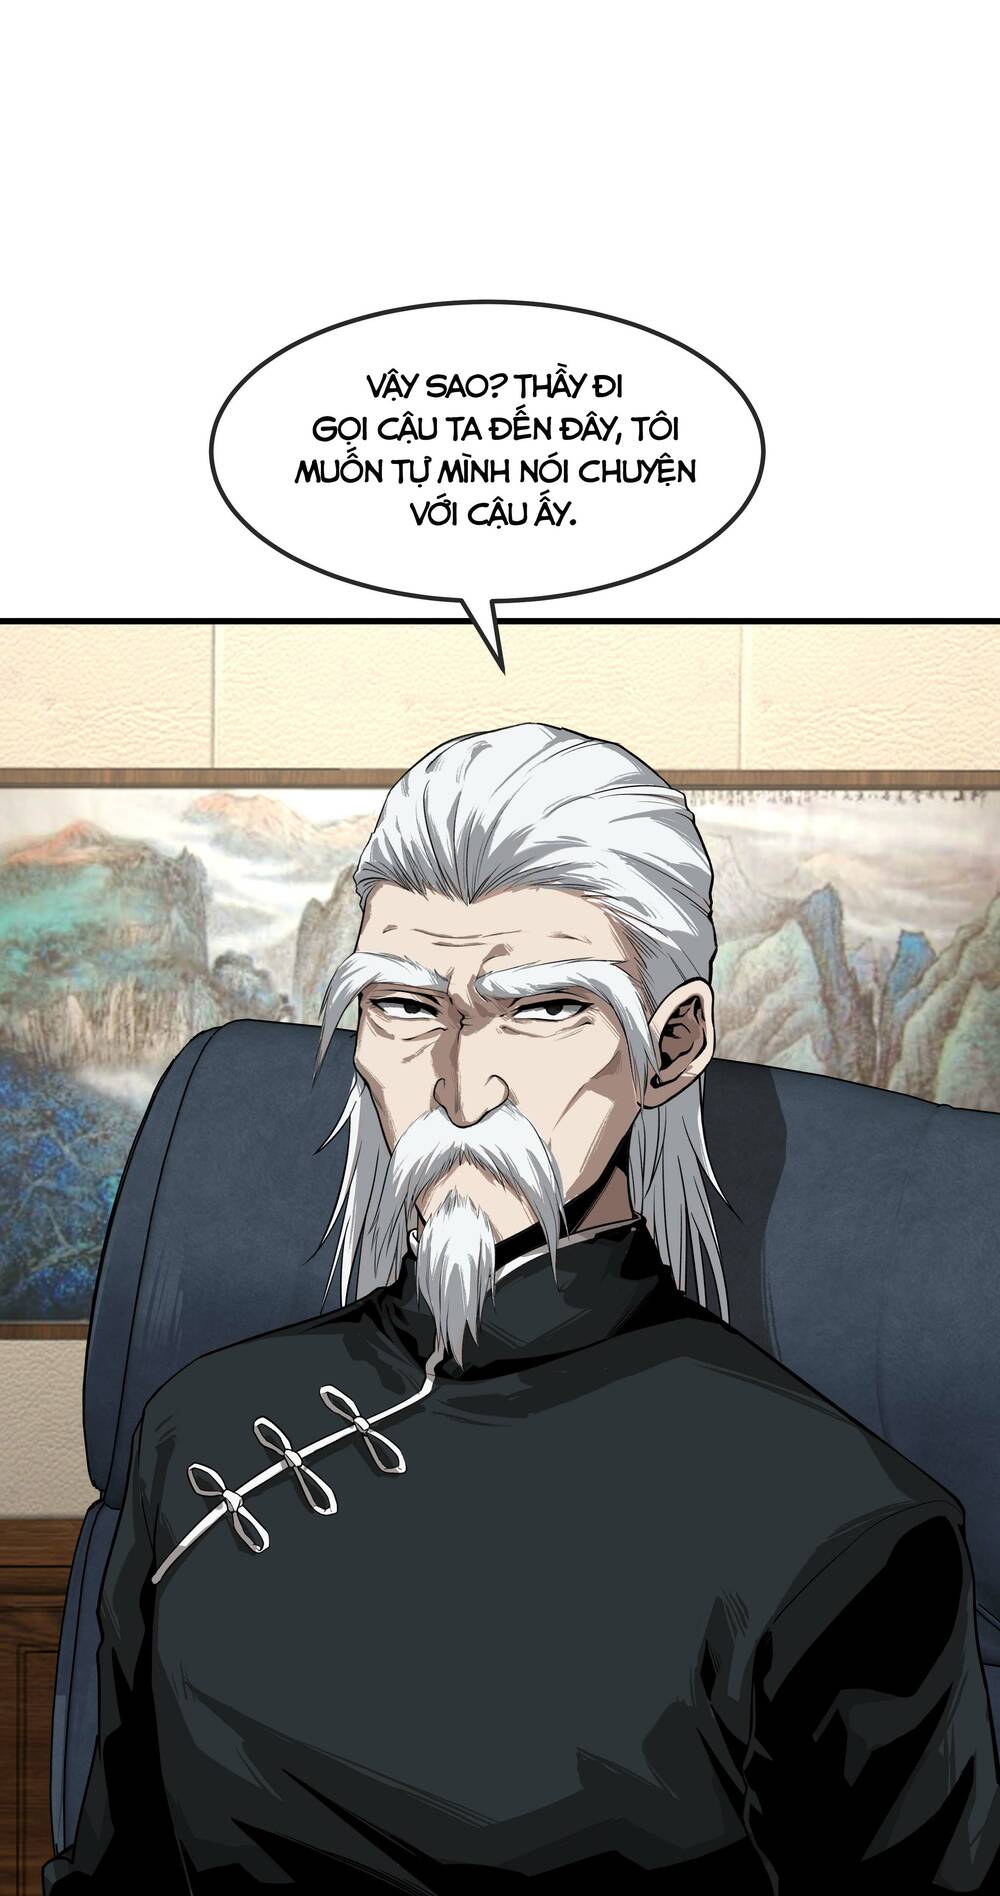 VẬY SAO? THẦY ĐI
GỌI CẬU TA ĐẾN ĐÂY, TÔI
MUỐN TỰ MÌNH NÓI CHUYỆN
VỚI CẬU ẤY.